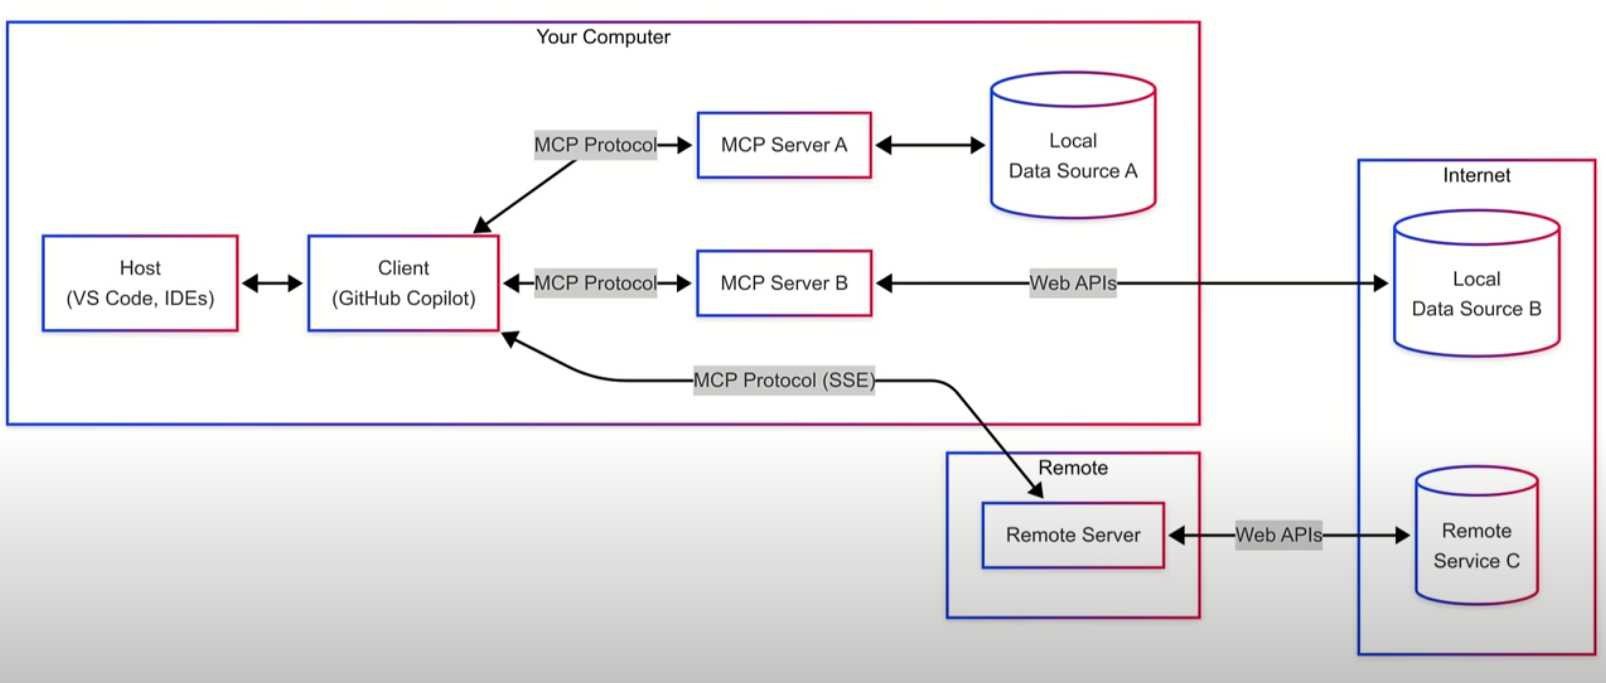 Your Computer
MCP Protocol
MCP Server A
Local
Data Source A
Internet
Host
(VS Code, IDEs)
Client
(GitHub Copilot)
MCP Protocol
MCP Server B
Web APIs
Local
Data Source B
MCP Protocol (SSE)
Remote
Remote Server
Web APIs
Remote
Service C